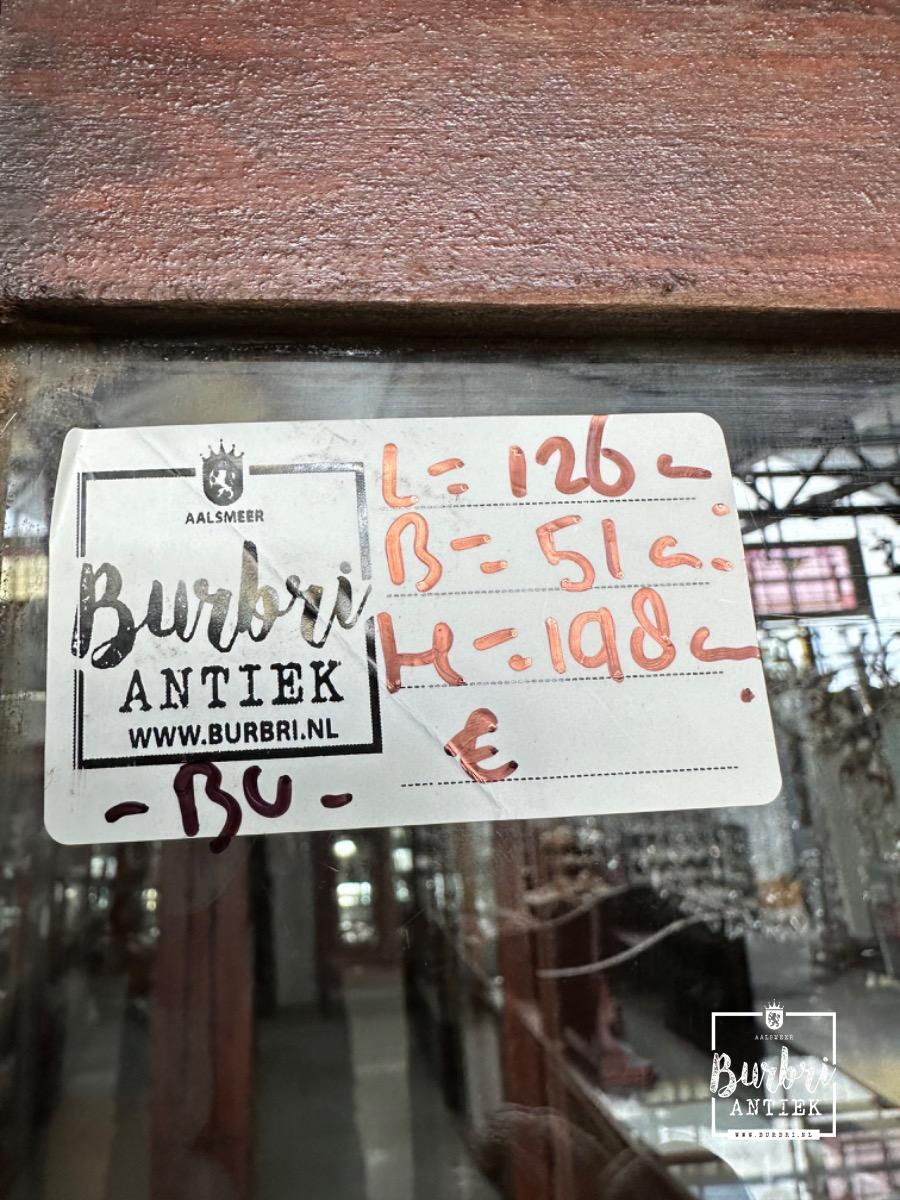 AALSMEER
Burbri
ANTIEK
WWW.BURBRI.NL
- BU -
L = 126 c
B = 51 c.
H = 198 c
€
AALSMEER
Burbri
ANTIEK
WWW.BURBRI.NL